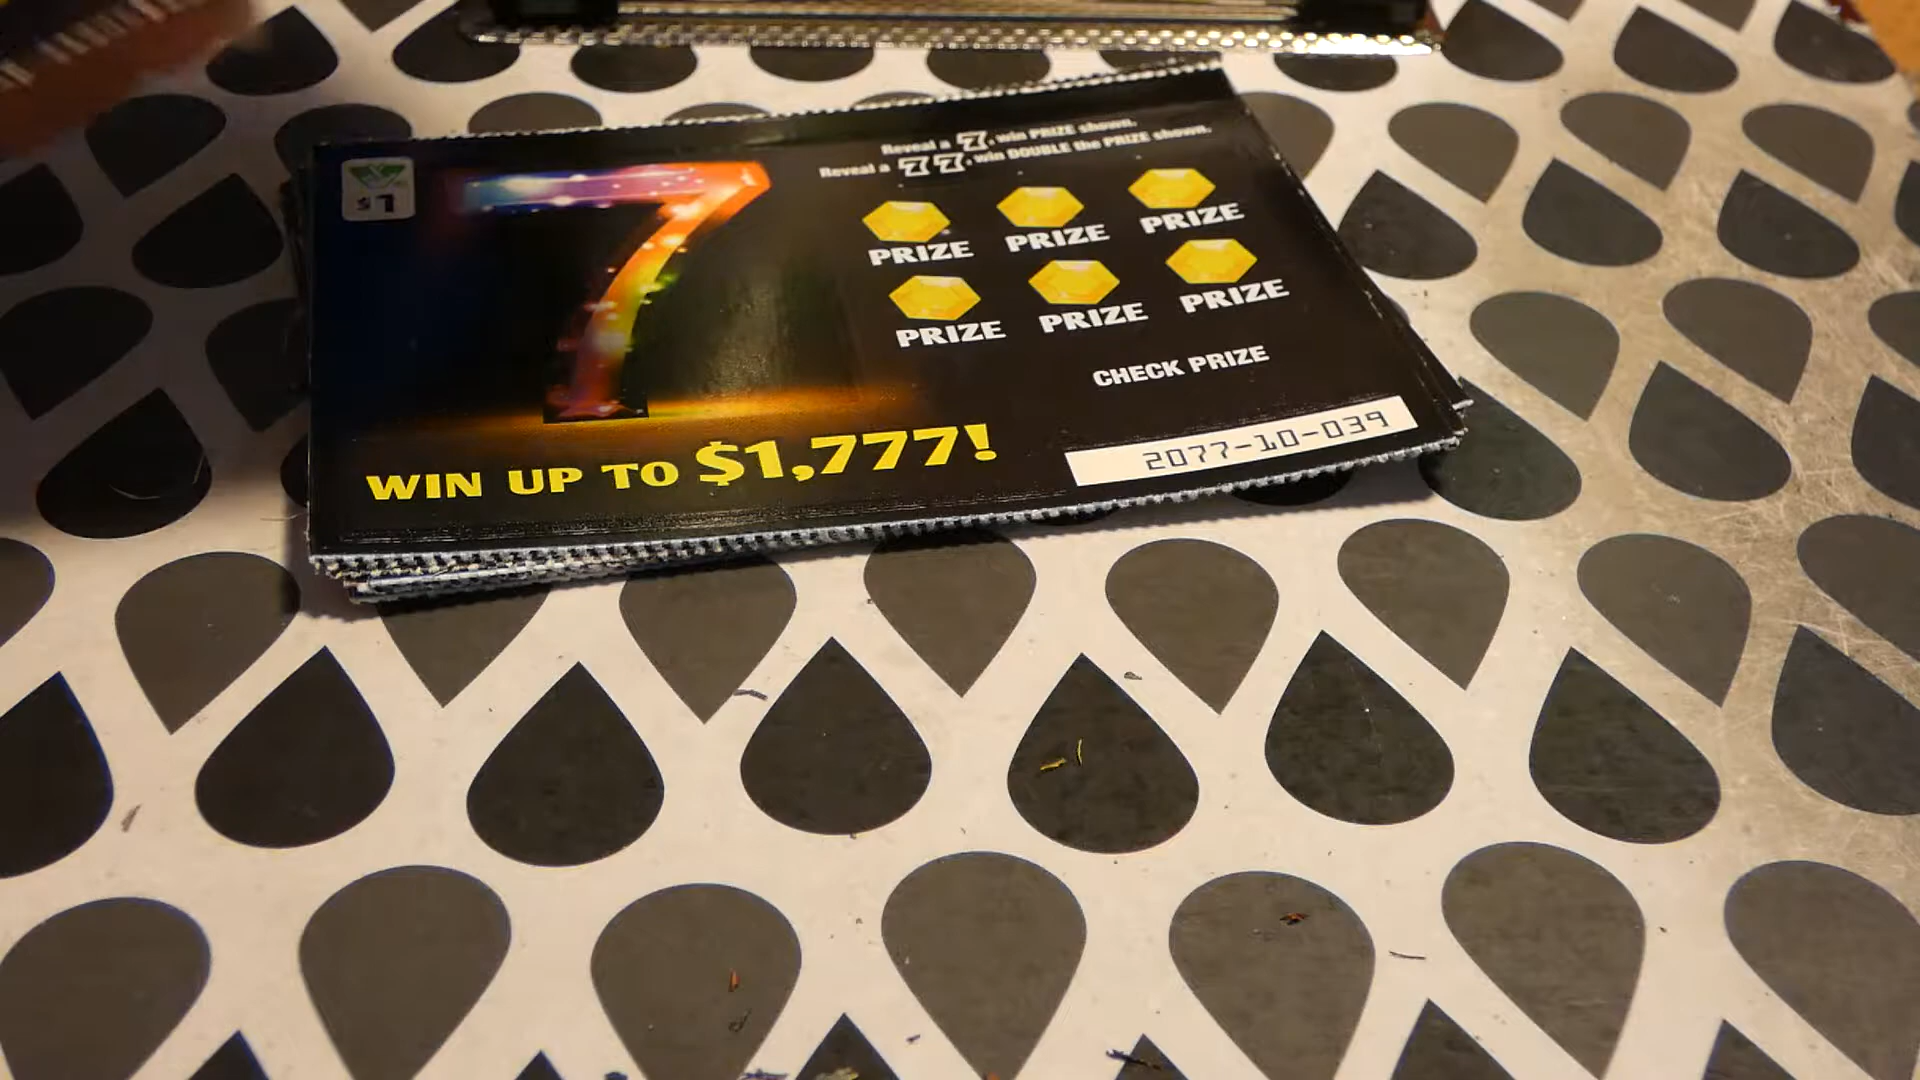 $1
7
Reveal a 7, win PRIZE shown.
Reveal a 77, win DOUBLE the PRIZE shown.
PRIZE PRIZE PRIZE
PRIZE PRIZE PRIZE
CHECK PRIZE
WIN UP TO $1,777!
2077-10-039